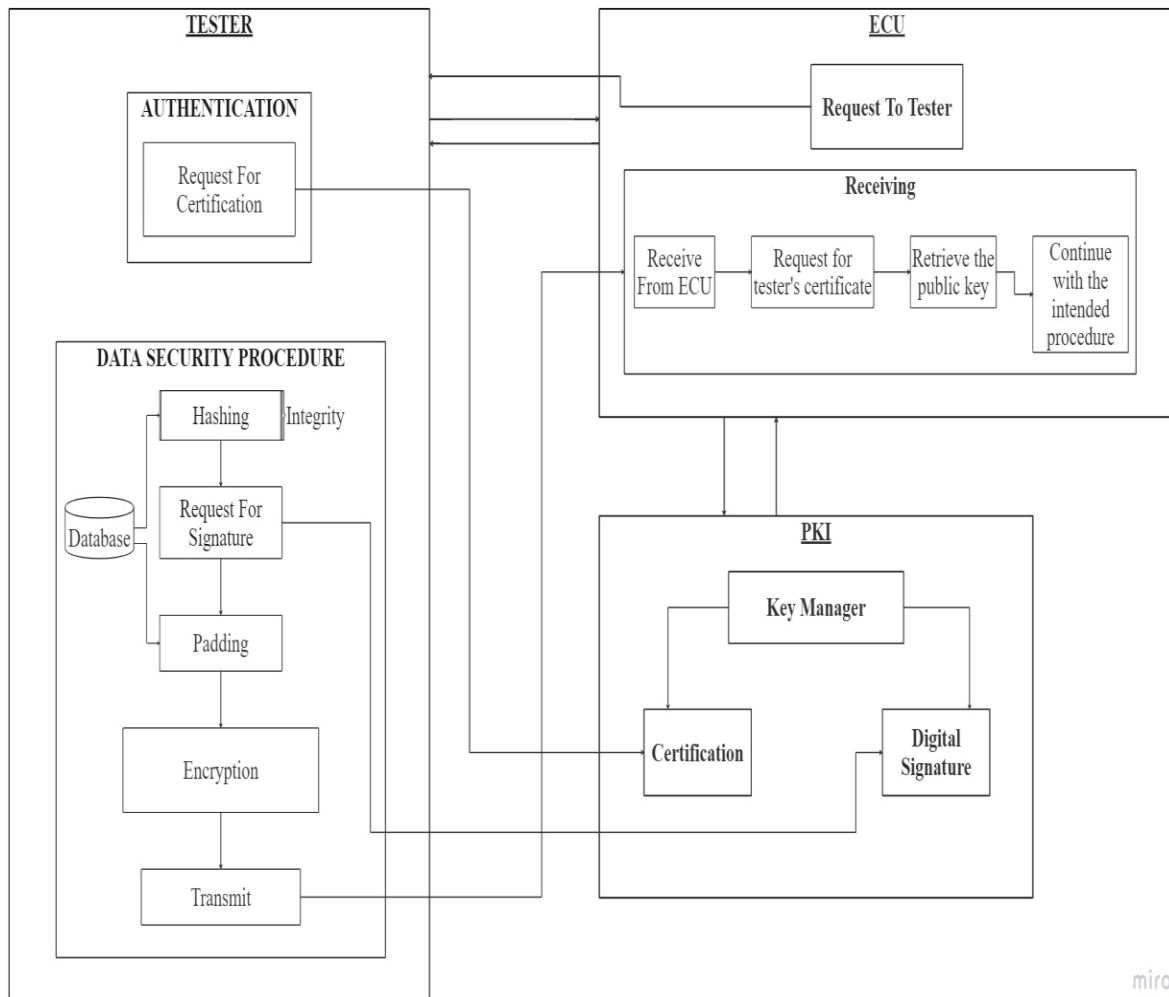 TESTER
AUTHENTICATION
Request For
Certification
DATA SECURITY PROCEDURE
Hashing
Integrity
Request For
Signature
Database
Padding
Encryption
Transmit
ECU
Request To Tester
Receiving
Receive
From ECU
Request for
tester's certificate
Retrieve the
public key
Continue
with the
intended
procedure
PKI
Key Manager
Certification
Digital
Signature
miro